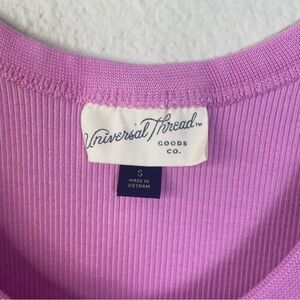 Universal Thread™
GOODS
CO.
S
MADE IN
VIETNAM